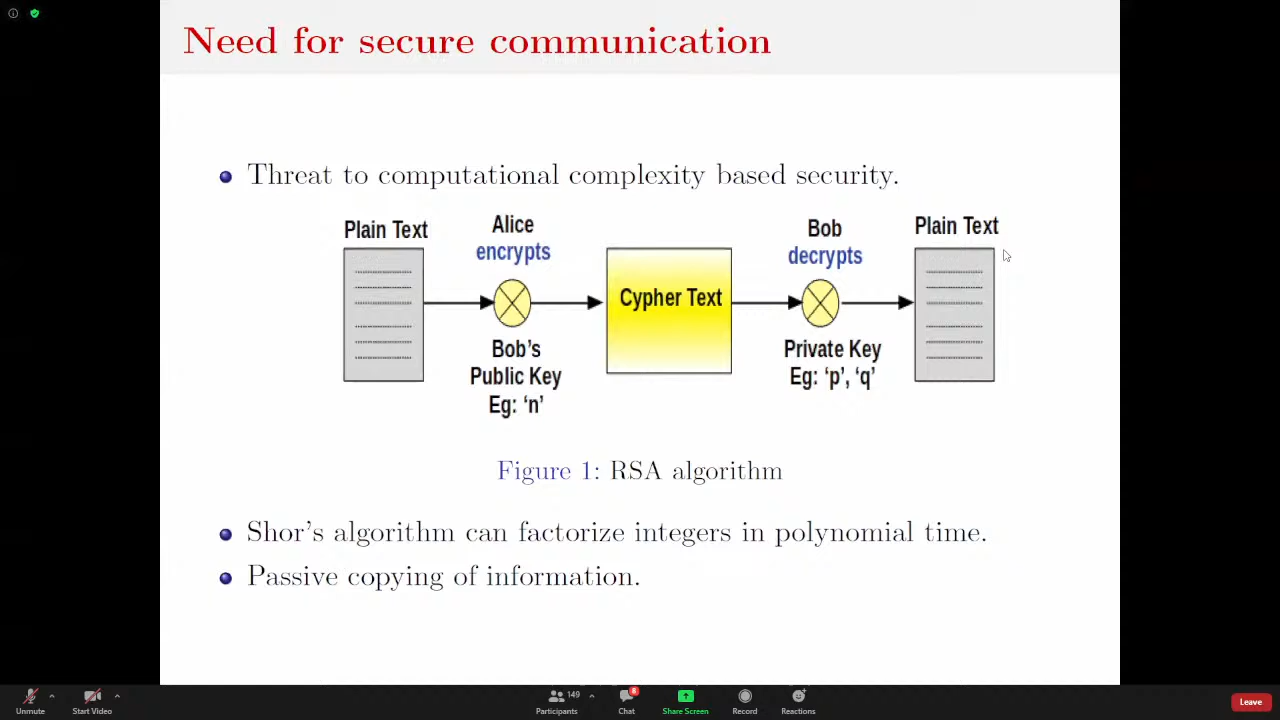 Need for secure communication
Threat to computational complexity based security.
Plain Text
Alice
encrypts
Bob's
Public Key
Eg: 'n'
Cypher Text
Bob
decrypts
Private Key
Eg: 'p', 'q'
Plain Text
Figure 1: RSA algorithm
Shor's algorithm can factorize integers in polynomial time.
Passive copying of information.
Unmute
Start Video
149
Participants
8
Chat
Share Screen
Record
Reactions
Leave